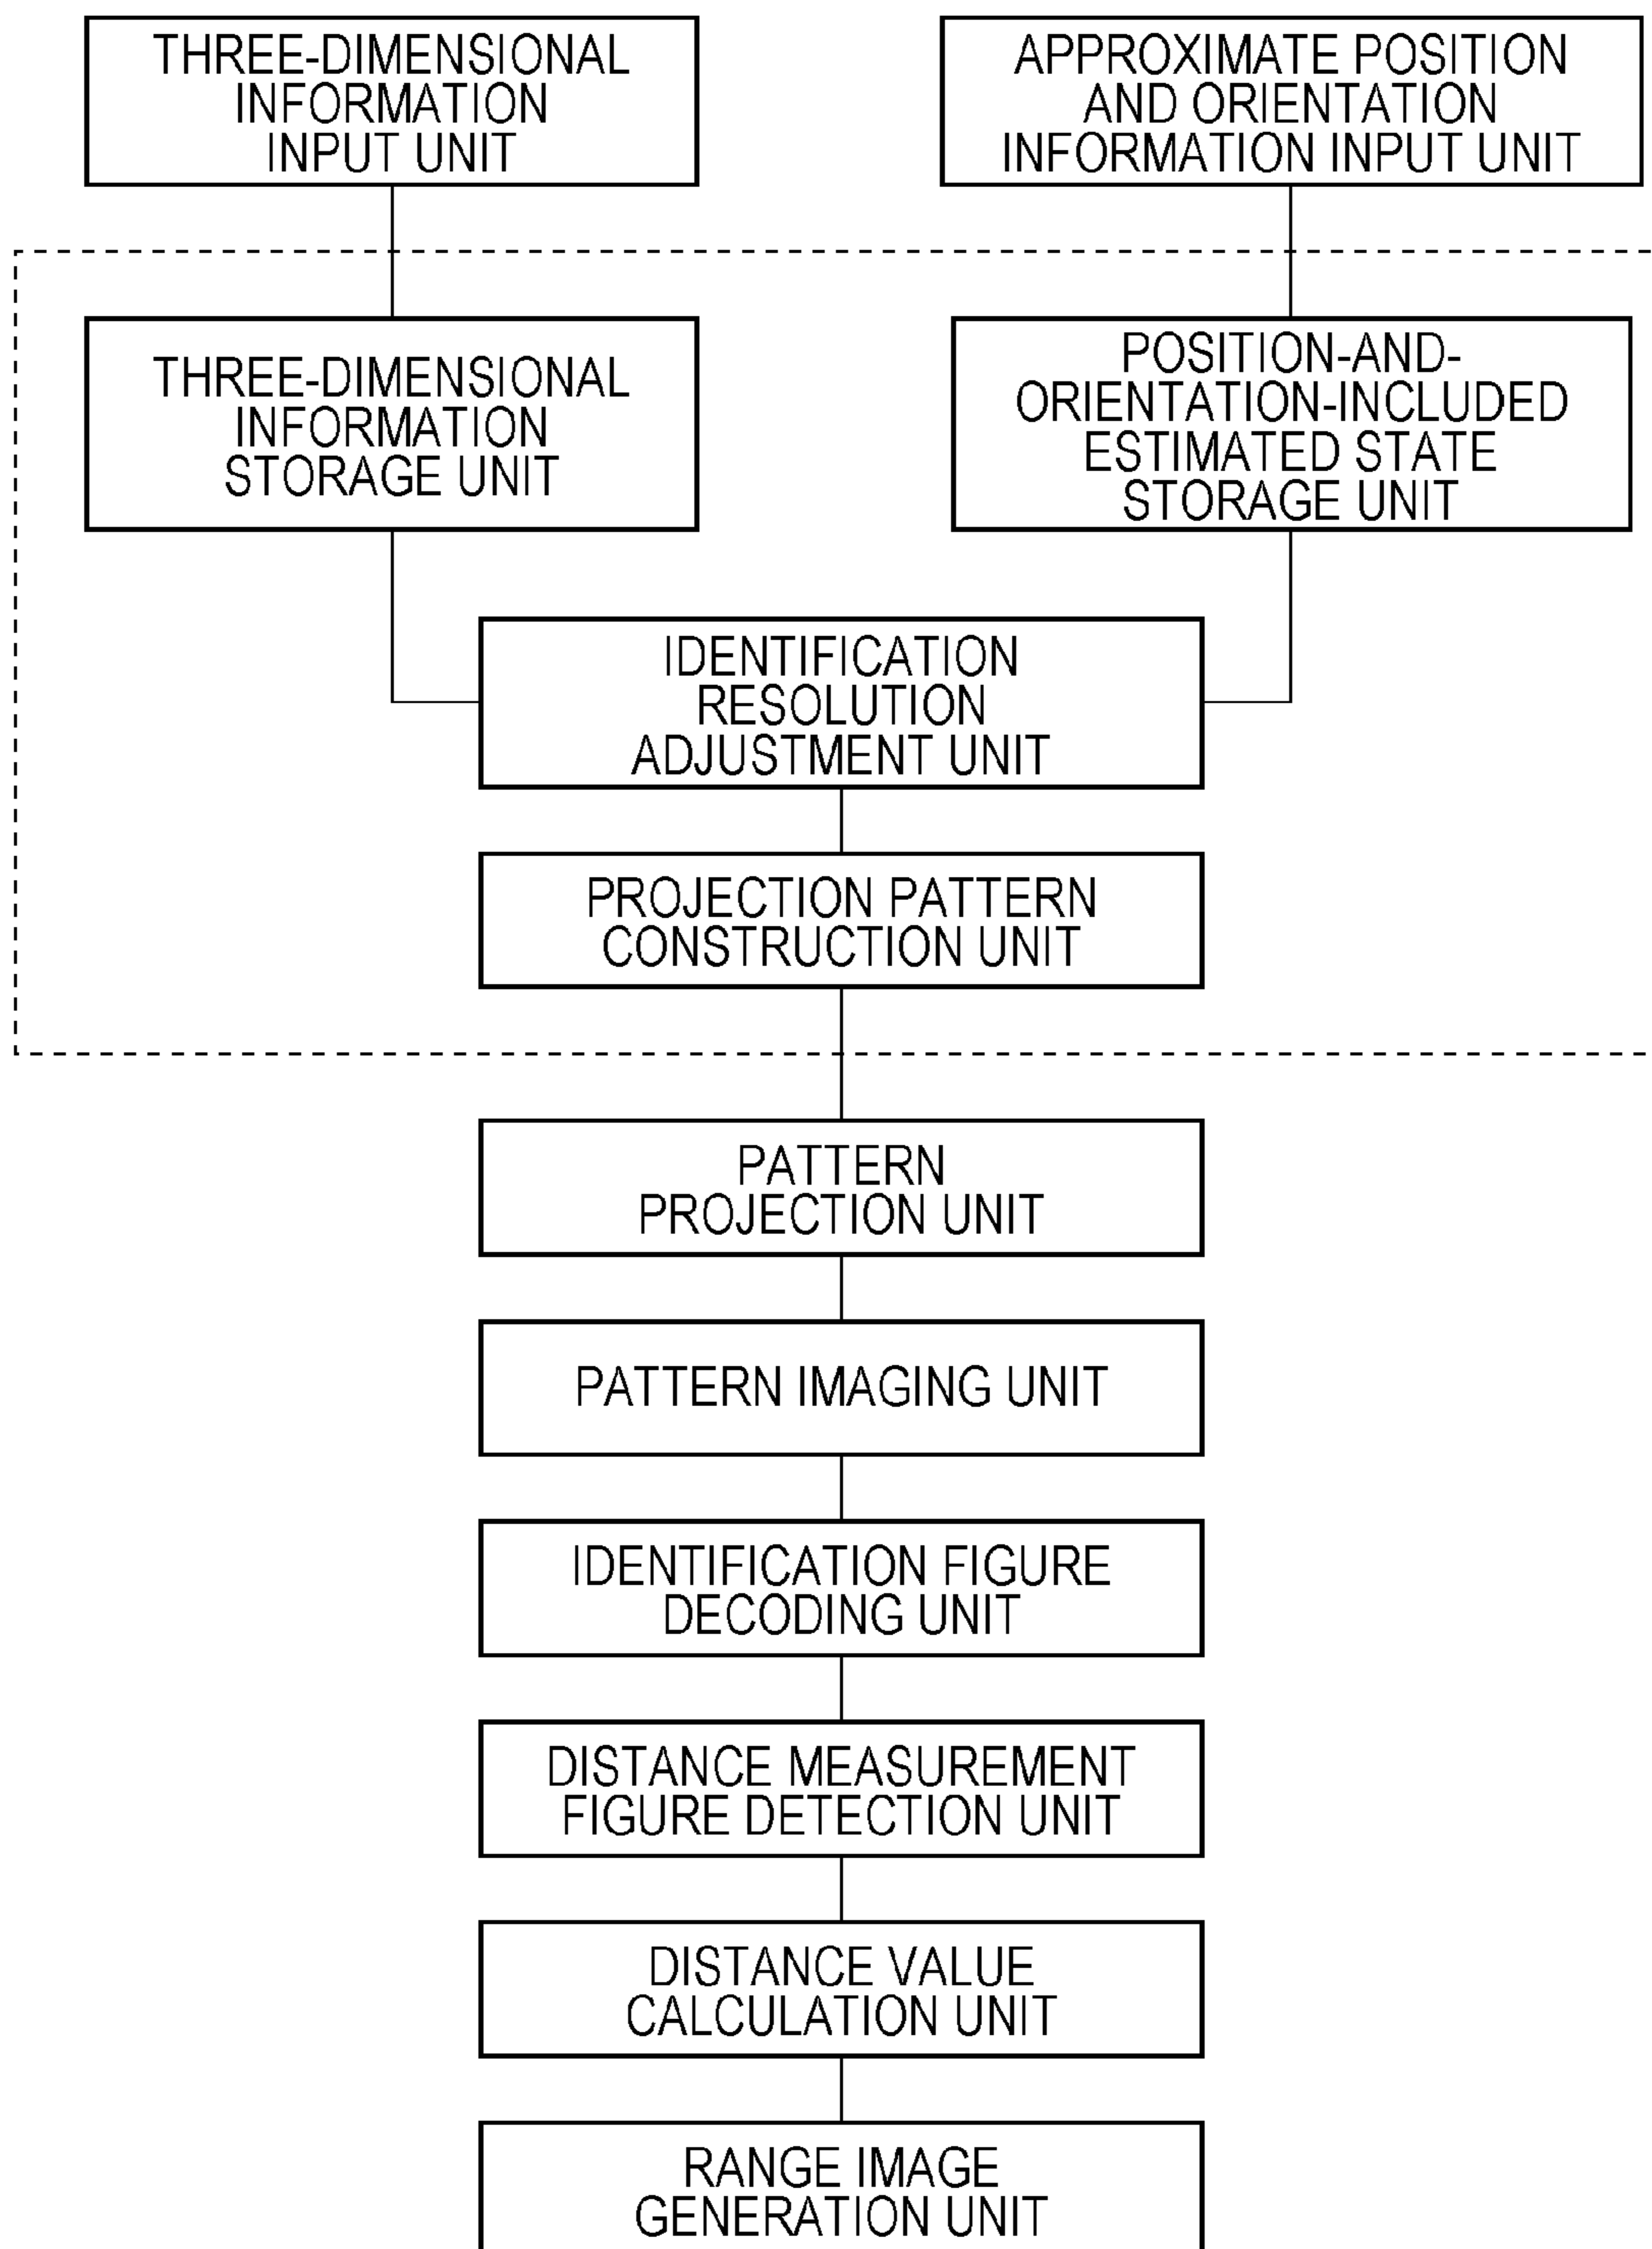 THREE-DIMENSIONAL
INFORMATION
INPUT UNIT
APPROXIMATE POSITION
AND ORIENTATION
INFORMATION INPUT UNIT
THREE-DIMENSIONAL
INFORMATION
STORAGE UNIT
POSITION-AND-
ORIENTATION-INCLUDED
ESTIMATED STATE
STORAGE UNIT
IDENTIFICATION
RESOLUTION
ADJUSTMENT UNIT
PROJECTION PATTERN
CONSTRUCTION UNIT
PATTERN
PROJECTION UNIT
PATTERN IMAGING UNIT
IDENTIFICATION FIGURE
DECODING UNIT
DISTANCE MEASUREMENT
FIGURE DETECTION UNIT
DISTANCE VALUE
CALCULATION UNIT
RANGE IMAGE
GENERATION UNIT